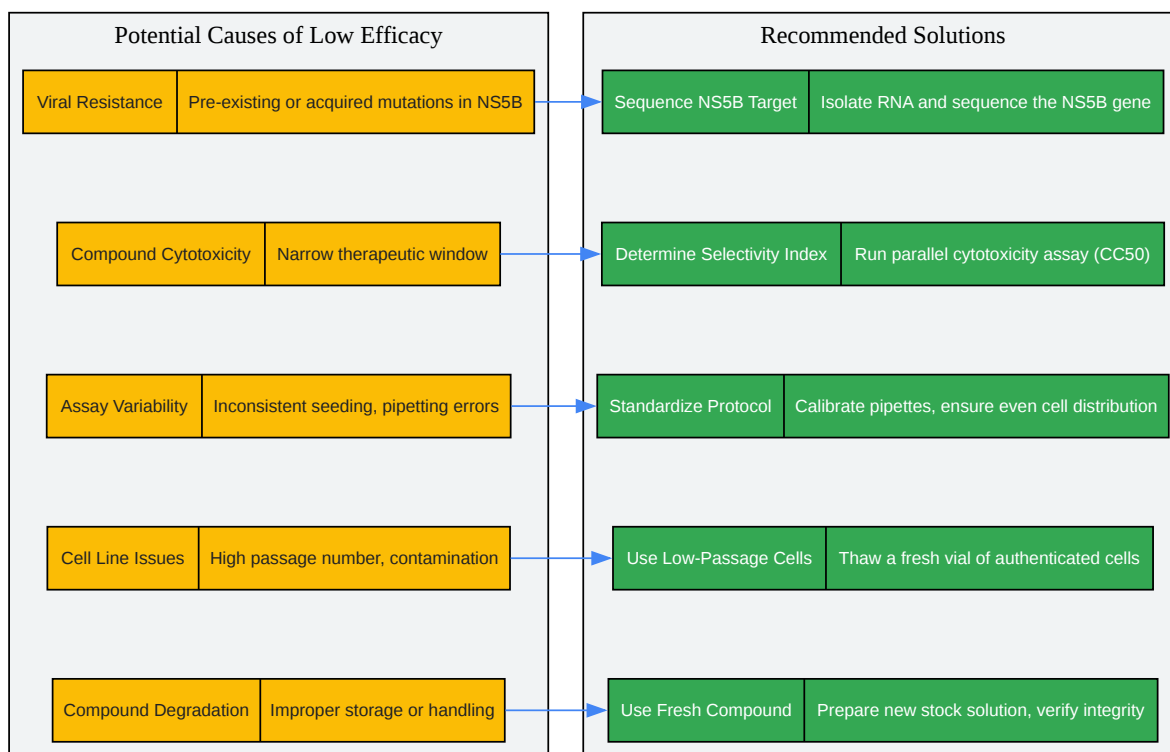 Potential Causes of Low Efficacy
Recommended Solutions
Viral Resistance
Pre-existing or acquired mutations in NS5B
Sequence NS5B Target
Isolate RNA and sequence the NS5B gene
Compound Cytotoxicity
Narrow therapeutic window
Determine Selectivity Index
Run parallel cytotoxicity assay (CC50)
Assay Variability
Inconsistent seeding, pipetting errors
Standardize Protocol
Calibrate pipettes, ensure even cell distribution
Cell Line Issues
High passage number, contamination
Use Low-Passage Cells
Thaw a fresh vial of authenticated cells
Compound Degradation
Improper storage or handling
Use Fresh Compound
Prepare new stock solution, verify integrity